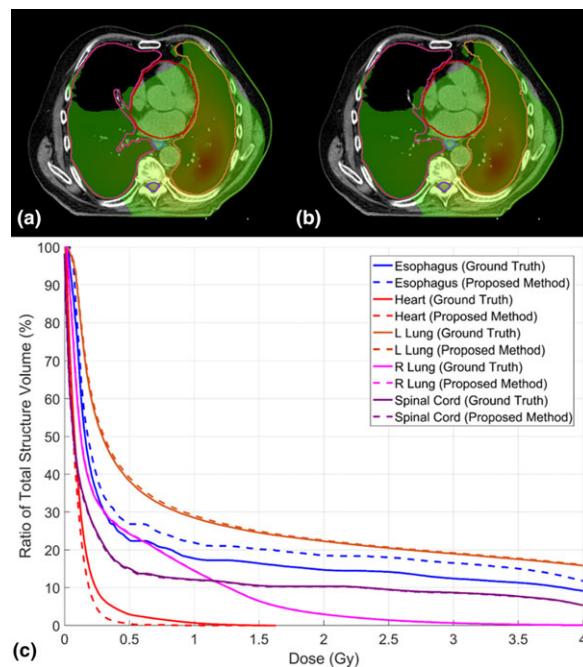 (a)
(b)
100
90
80
70
60
50
40
30
20
10
0
Ratio of Total Structure Volume (%)
Esophagus (Ground Truth)
Esophagus (Proposed Method)
Heart (Ground Truth)
Heart (Proposed Method)
L Lung (Ground Truth)
L Lung (Proposed Method)
R Lung (Ground Truth)
R Lung (Proposed Method)
Spinal Cord (Ground Truth)
Spinal Cord (Proposed Method)
0 0.5 1 1.5 2 2.5 3 3.5 4
Dose (Gy)
(c)